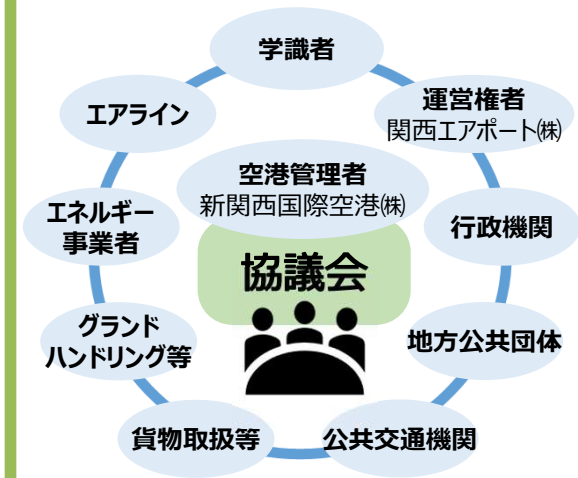 学識者
エアライン
運営権者
関西エアポート㈱
空港管理者
新関西国際空港㈱
エネルギー
事業者
行政機関
協議会
グランド
ハンドリング等
地方公共団体
貨物取扱等
公共交通機関